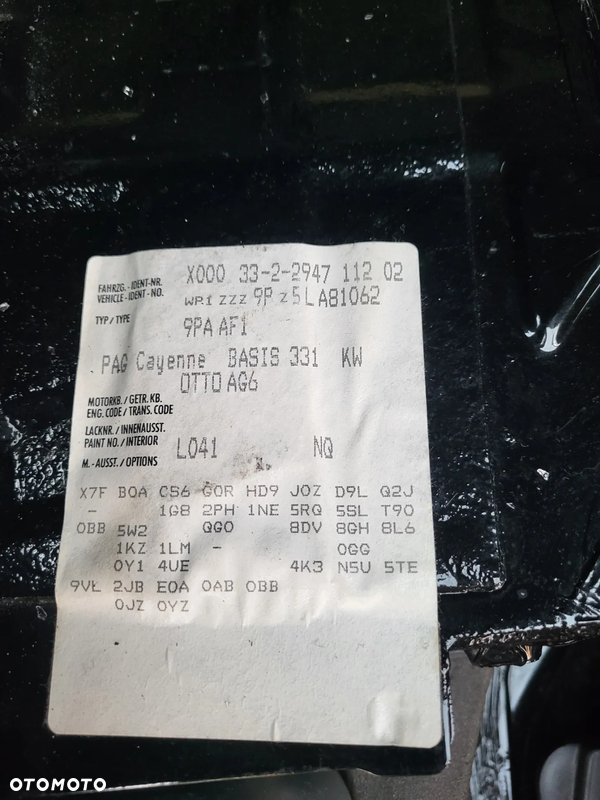 X000 33-2-2947 112 02
FAHRZG.-IDENT-NR.
VEHICLE-IDENT-NO. WP1ZZZ9PZ5LA81062
TYP / TYPE 9PA AF1
PAG Cayenne BASIS 331 KW
OTTO AG6
MOTORKB. / GETR. KB.
ENG. CODE / TRANS. CODE
LACKNR. / INNENAUSST.
PAINT NO. / INTERIOR L041 NQ
M.-AUSST. / OPTIONS
X7F B0A C56 G0R HD9 J0Z D9L Q2J
- 1G8 2PH 1NE 5RQ 5SL T90
0BB 5W2 QG0 8DV 8GH 8L6
1KZ 1LM - 0GG
0Y1 4UE 4K3 N5U 5TE
9VL 2JB E0A 0AB 0BB
0JZ 0YZ
OTOMOTO